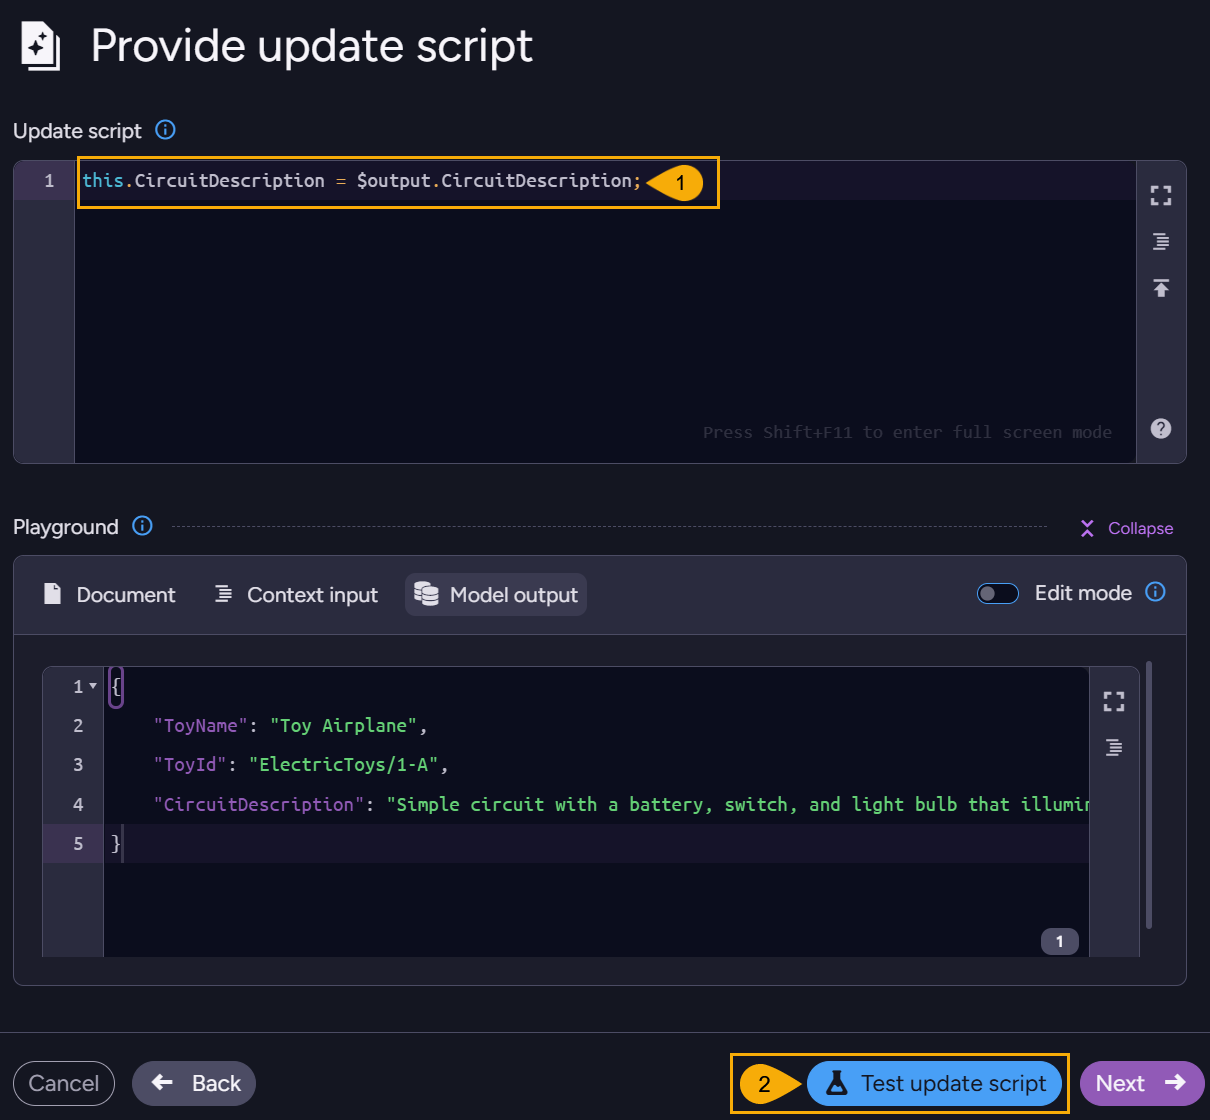 Provide update script
Update script
1 this.CircuitDescription = $output.CircuitDescription; 1
Press Shift+F11 to enter full screen mode
Playground
Collapse
Document Context input Model output Edit mode
1 {
2 "ToyName": "Toy Airplane",
3 "ToyId": "ElectricToys/1-A",
4 "CircuitDescription": "Simple circuit with a battery, switch, and light bulb that illumin
5 }
1
Cancel Back 2 Test update script Next